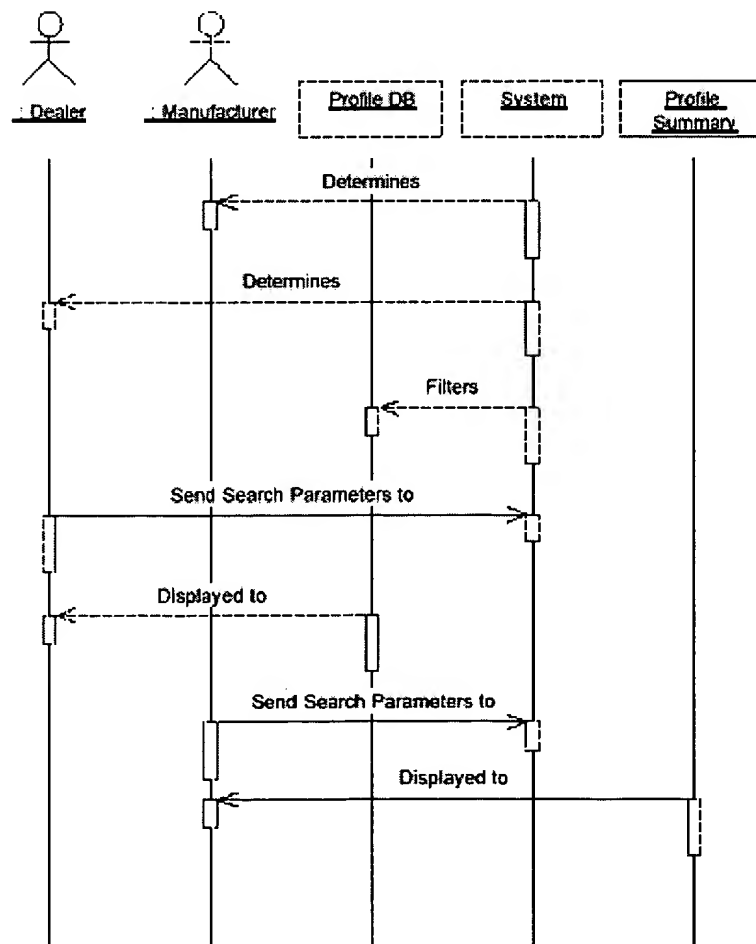 : Dealer
: Manufacturer
Profile DB
System
Profile
Summary
Determines
Determines
Filters
Send Search Parameters to
Displayed to
Send Search Parameters to
Displayed to